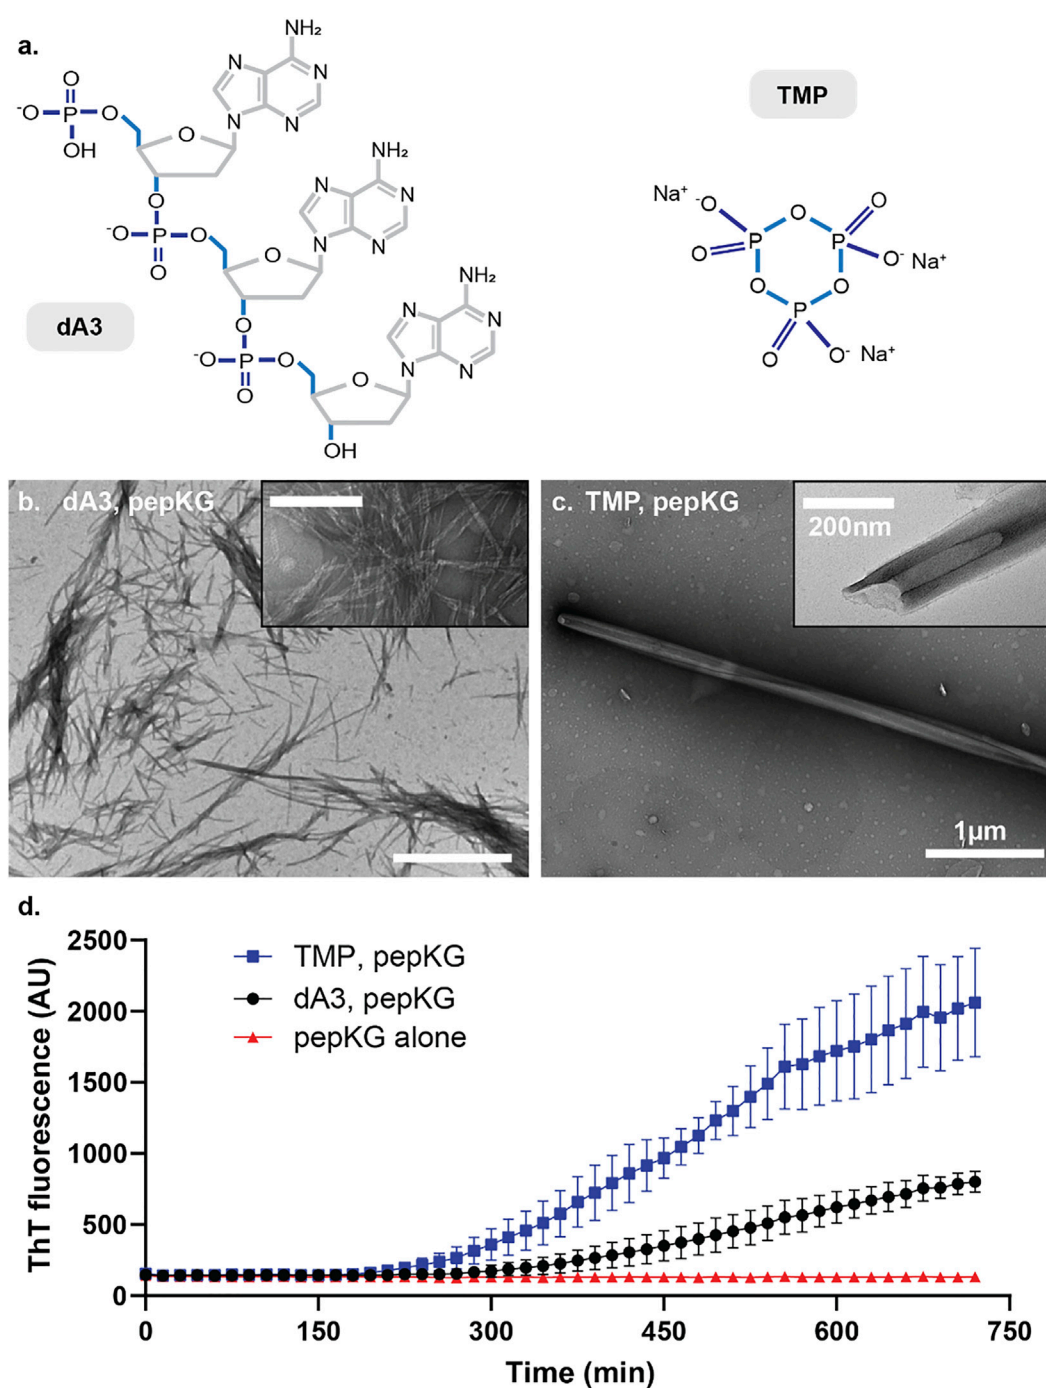 a.
NH₂
N
N
N
N
O
⁻O
P
O
OH
O
TMP
NH₂
O
N
N
N
N
⁻O
P
O
O
O
Na⁺
⁻O
O
O
O
P
P
O⁻
Na⁺
O
O
P
O
O⁻
Na⁺
dA3
NH₂
O
N
N
N
N
⁻O
P
O
O
O
OH
b. dA3, pepKG
c. TMP, pepKG
200nm
1µm
d.
2500
2000
1500
1000
500
0
ThT fluorescence (AU)
TMP, pepKG
dA3, pepKG
pepKG alone
0
150
300
450
600
750
Time (min)